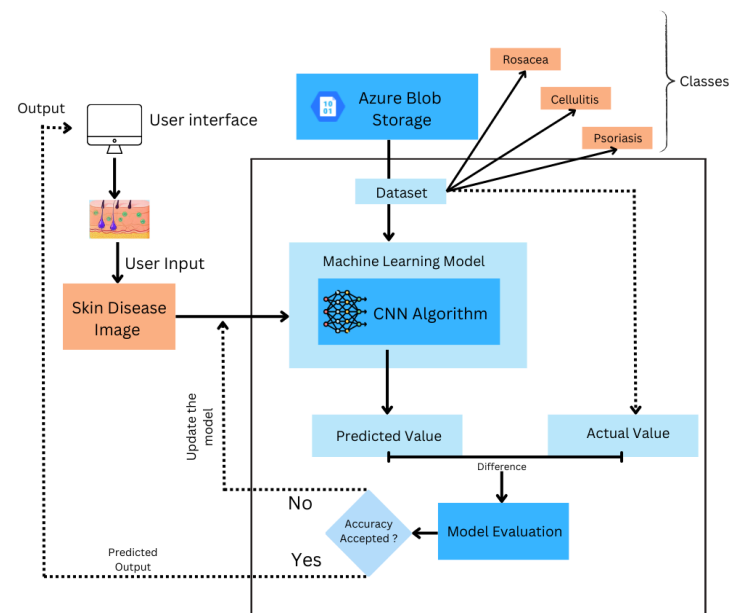 Rosacea
Output
Azure Blob
Storage
10
01
Cellulitis
Classes
User interface
Psoriasis
Dataset
Machine Learning Model
User Input
Skin Disease
Image
CNN Algorithm
Update the
model
Predicted Value
Actual Value
Difference
No
Accuracy
Accepted ?
Model Evaluation
Predicted
Output
Yes